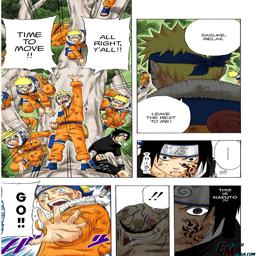 TIME
TO
MOVE!!
ALL
RIGHT,
Y'ALL!!
SASUKE,
RELAX.
LEAVE
THE REST
TO ME!
GO!!
!!
THIS
IS
NARUTO!?